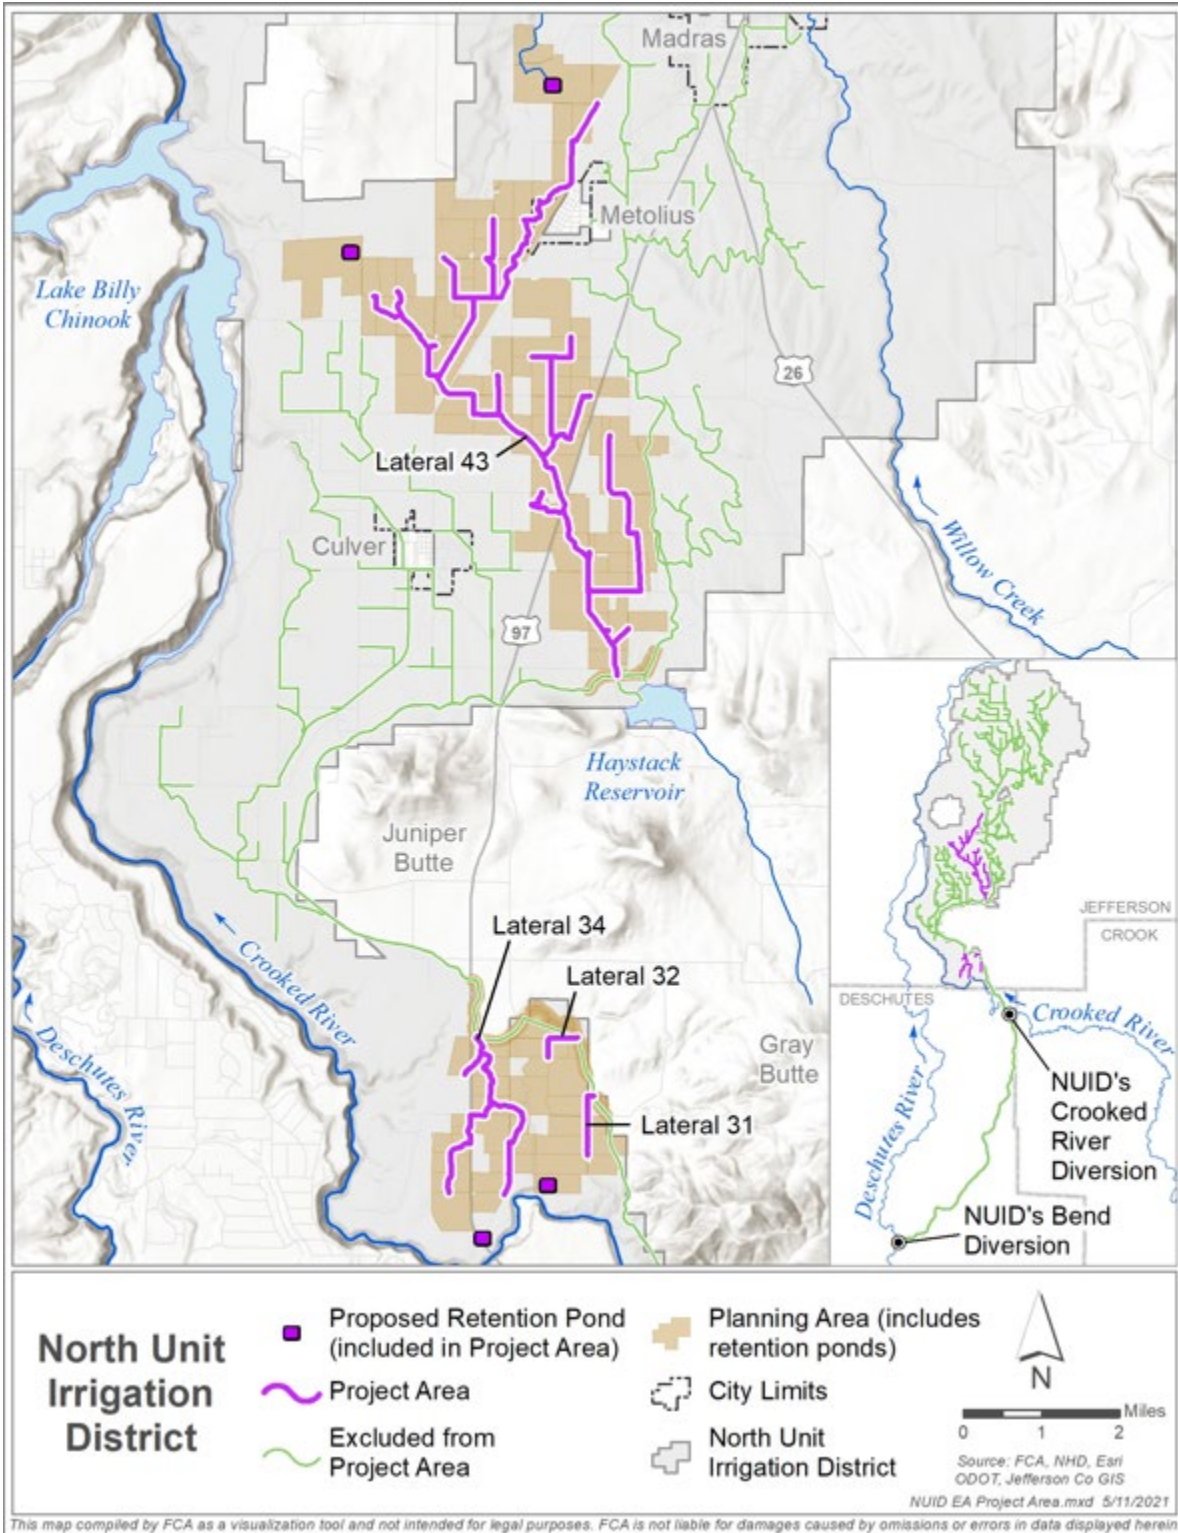 Madras
Metolius
Lake Billy
Chinook
26
Lateral 43
Culver
Willow Creek
97
Haystack
Reservoir
Juniper
Butte
Lateral 34
Lateral 32
Crooked River
Deschutes River
Gray
Butte
Lateral 31
JEFFERSON
CROOK
DESCHUTES
Crooked River
Deschutes River
NUID's
Crooked
River
Diversion
NUID's Bend
Diversion
North Unit
Irrigation
District
Proposed Retention Pond
(included in Project Area)
Project Area
Excluded from
Project Area
Planning Area (includes
retention ponds)
City Limits
North Unit
Irrigation District
N
Miles
0 1 2
Source: FCA, NHD, Esri
ODOT, Jefferson Co GIS
NUID EA Project Area.mxd 5/11/2021
This map compiled by FCA as a visualization tool and not intended for legal purposes. FCA is not liable for damages caused by omissions or errors in data displayed herein